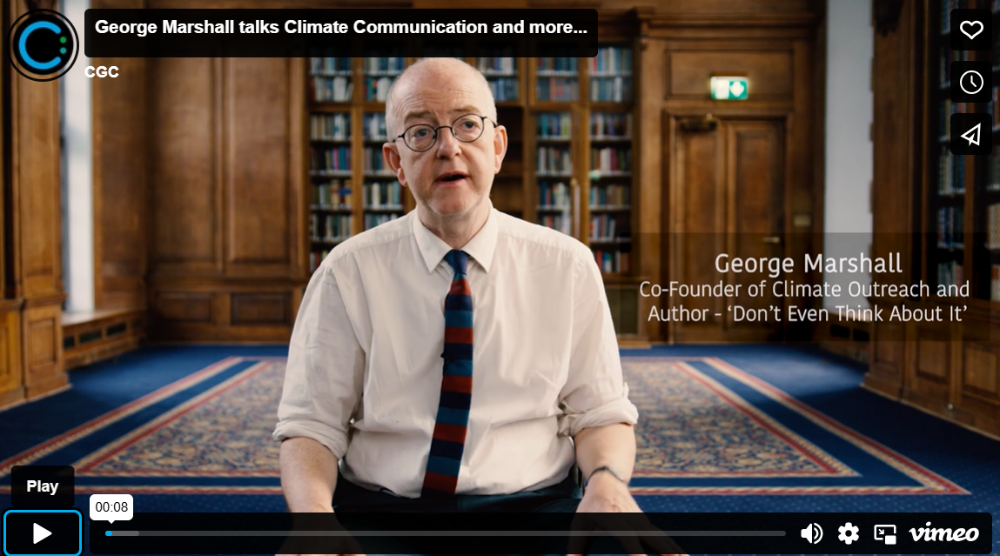 George Marshall talks Climate Communication and more...
CGC
George Marshall
Co-Founder of Climate Outreach and
Author - ‘Don’t Even Think About It’
Play
00:08
vimeo